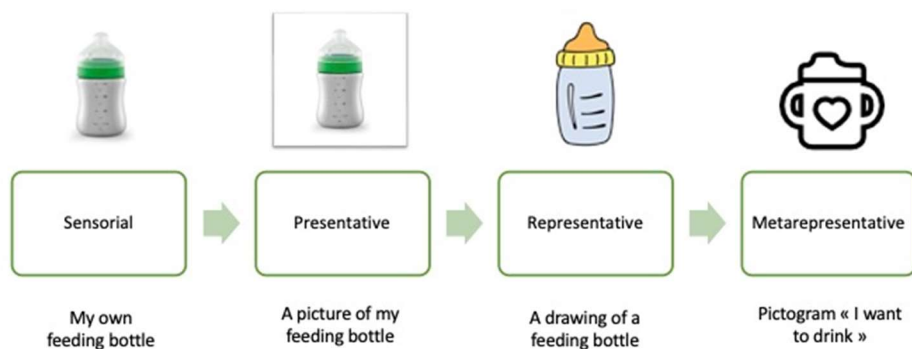 Sensorial
Presentative
Representative
Metarepresentative
My own
feeding bottle
A picture of my
feeding bottle
A drawing of a
feeding bottle
Pictogram « I want
to drink »